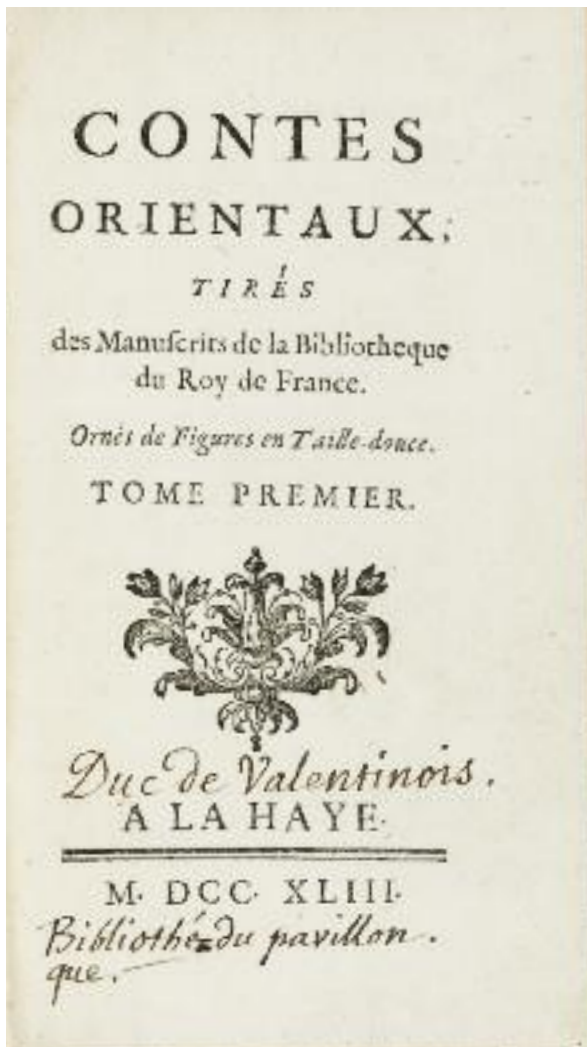 CONTES
ORIENTAUX,
TIRÉS
des Manuſcrits de la Bibliotheque
du Roy de France.
Ornés de Figures en Taille-douce.
TOME PREMIER.
Duc de Valentinois.
A LA HAYE.
M. DCC. XLIII.
Bibliothé=du pavillon.
que.